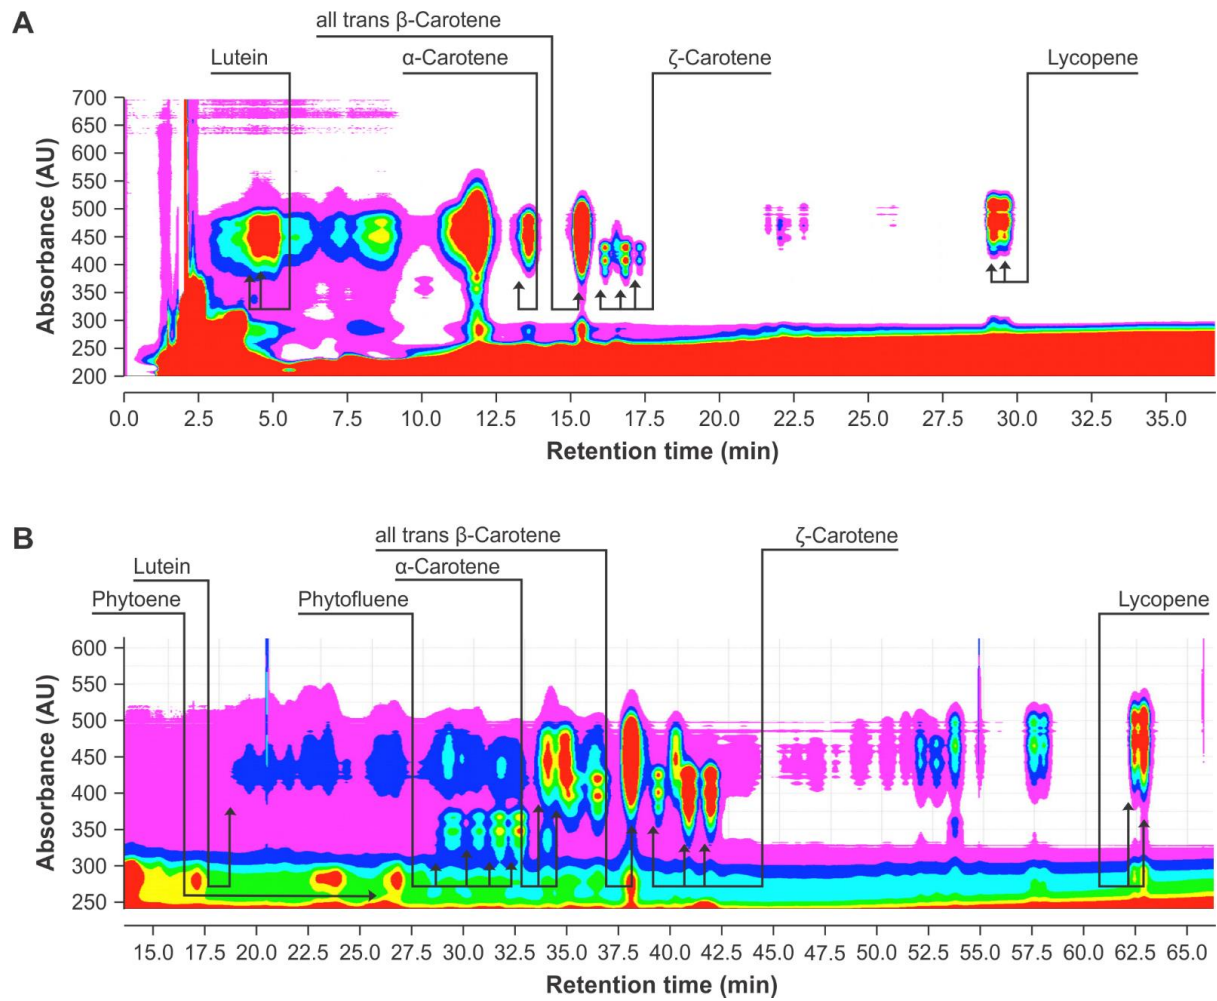 A
all trans β-Carotene
Lutein
α-Carotene
ζ-Carotene
Lycopene
Absorbance (AU)
700
650
600
550
500
450
400
350
300
250
200
0.0 2.5 5.0 7.5 10.0 12.5 15.0 17.5 20.0 22.5 25.0 27.5 30.0 32.5 35.0
Retention time (min)
B
all trans β-Carotene
ζ-Carotene
Lutein
α-Carotene
Phytoene
Phytofluene
Lycopene
Absorbance (AU)
600
550
500
450
400
350
300
250
15.0 17.5 20.0 22.5 25.0 27.5 30.0 32.5 35.0 37.5 40.0 42.5 45.0 47.5 50.0 52.5 55.0 57.5 60.0 62.5 65.0
Retention time (min)